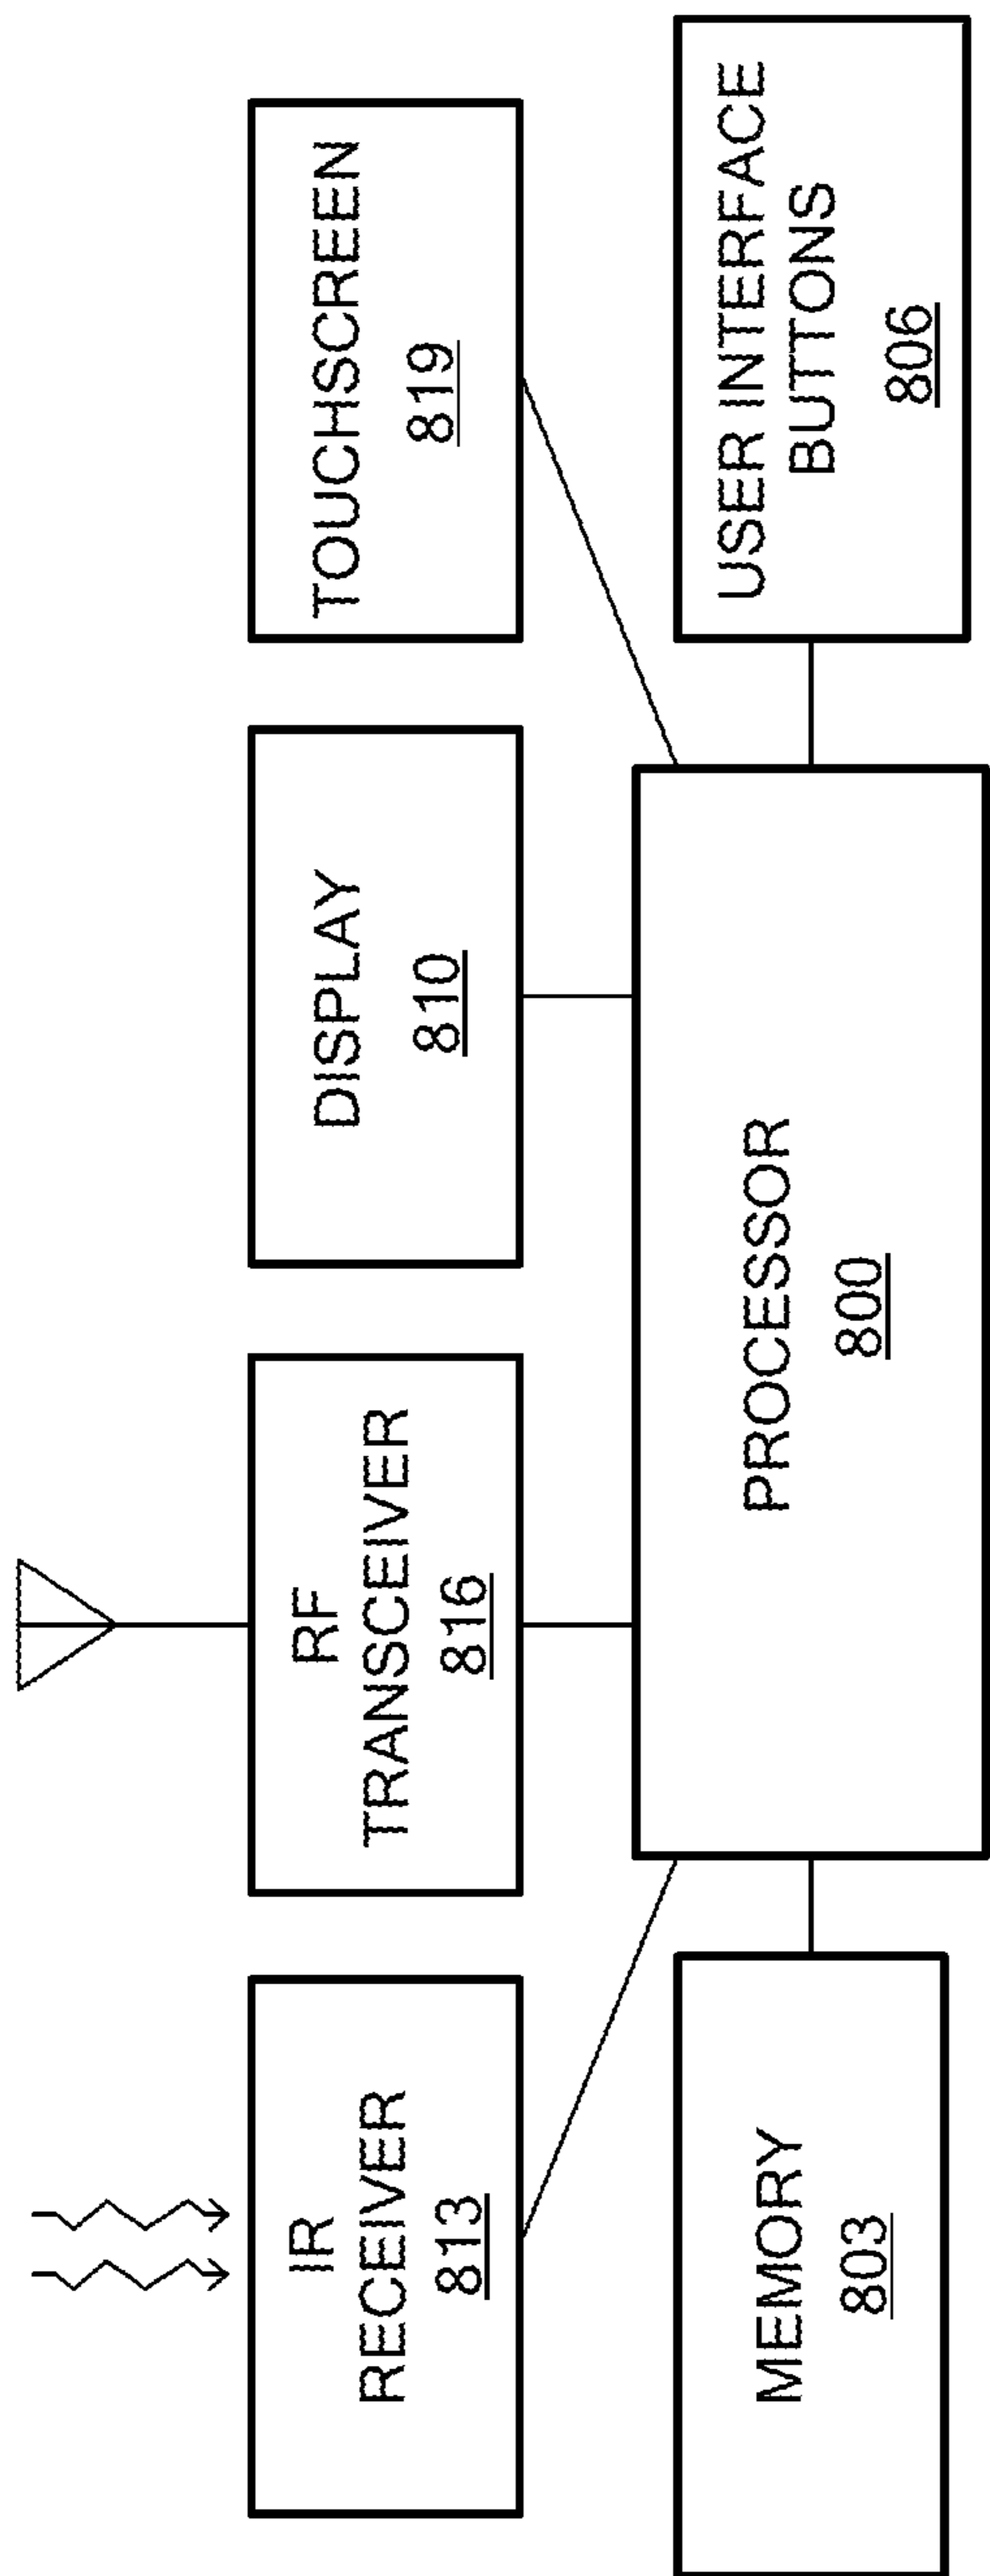 IR
RECEIVER
813
RF
TRANSCEIVER
816
DISPLAY
810
TOUCHSCREEN
819
MEMORY
803
PROCESSOR
800
USER INTERFACE
BUTTONS
806